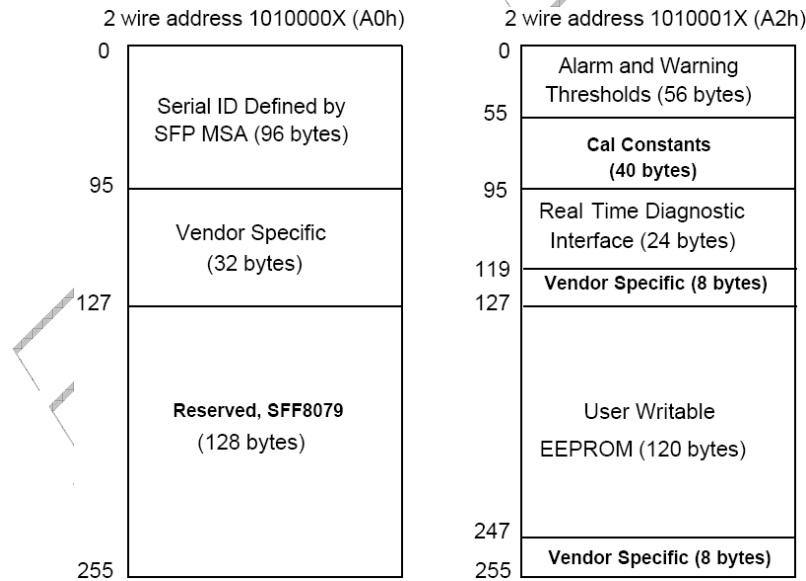 2 wire address 1010000X (A0h)
0
Serial ID Defined by
SFP MSA (96 bytes)
95
Vendor Specific
(32 bytes)
127
Reserved, SFF8079
(128 bytes)
255
2 wire address 1010001X (A2h)
0
Alarm and Warning
Thresholds (56 bytes)
55
Cal Constants
(40 bytes)
95
Real Time Diagnostic
Interface (24 bytes)
119
Vendor Specific (8 bytes)
127
User Writable
EEPROM (120 bytes)
247
Vendor Specific (8 bytes)
255